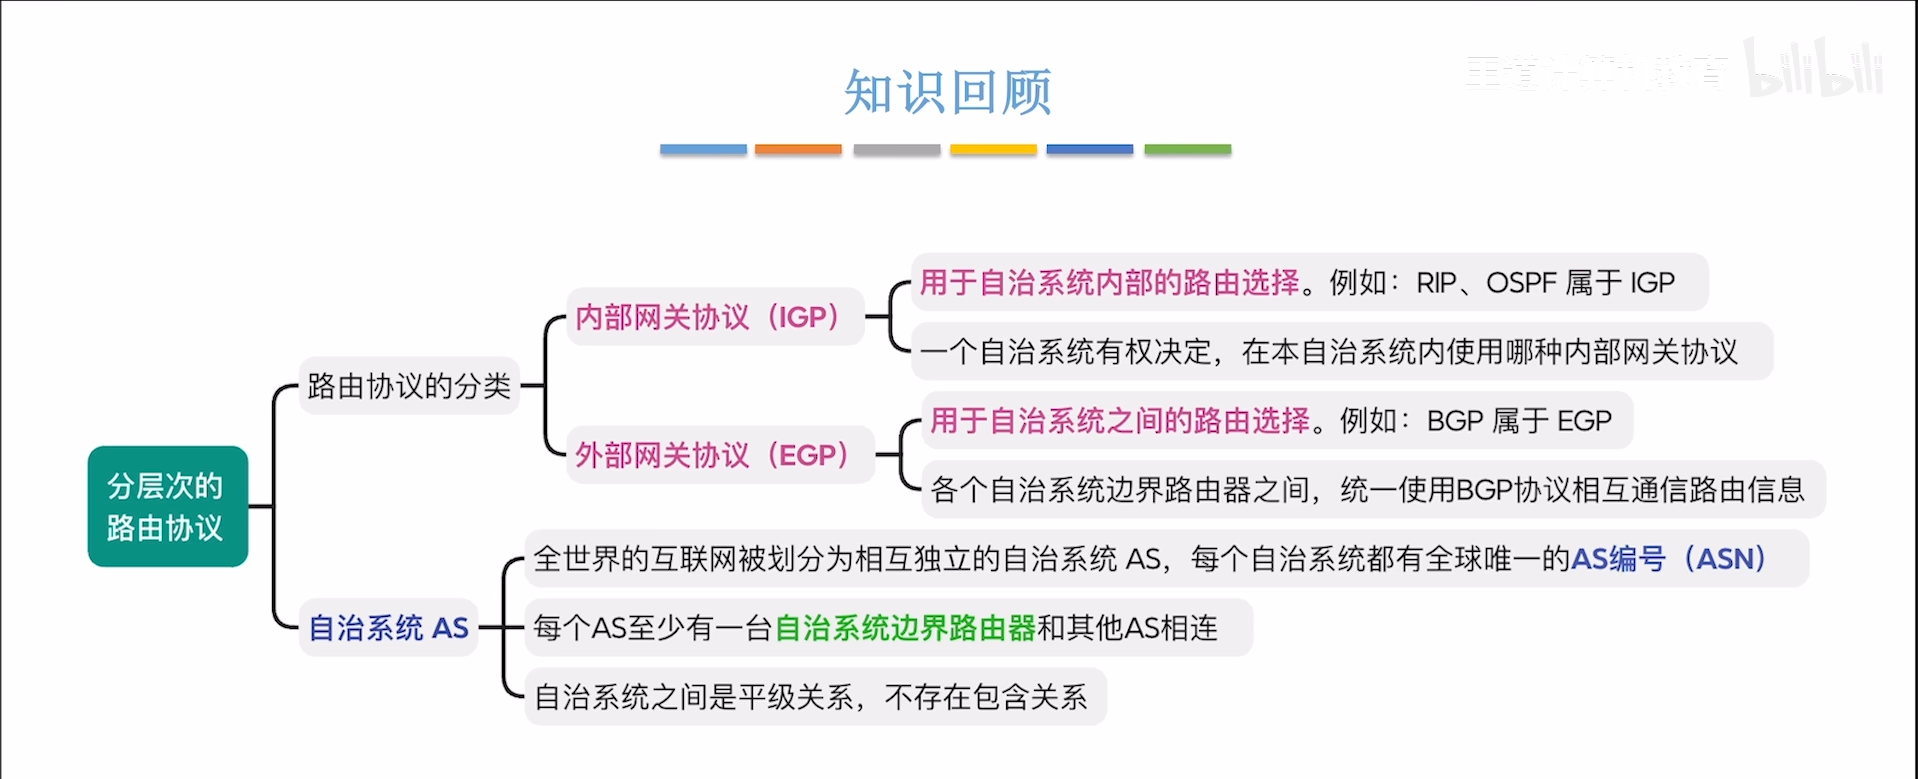 知识回顾
bilibili
用于自治系统内部的路由选择。例如：RIP、OSPF 属于 IGP
内部网关协议（IGP）
一个自治系统有权决定，在本自治系统内使用哪种内部网关协议
路由协议的分类
用于自治系统之间的路由选择。例如：BGP 属于 EGP
外部网关协议（EGP）
各个自治系统边界路由器之间，统一使用BGP协议相互通信路由信息
分层次的
路由协议
全世界的互联网被划分为相互独立的自治系统 AS，每个自治系统都有全球唯一的AS编号（ASN）
自治系统 AS
每个AS至少有一台自治系统边界路由器和其他AS相连
自治系统之间是平级关系，不存在包含关系